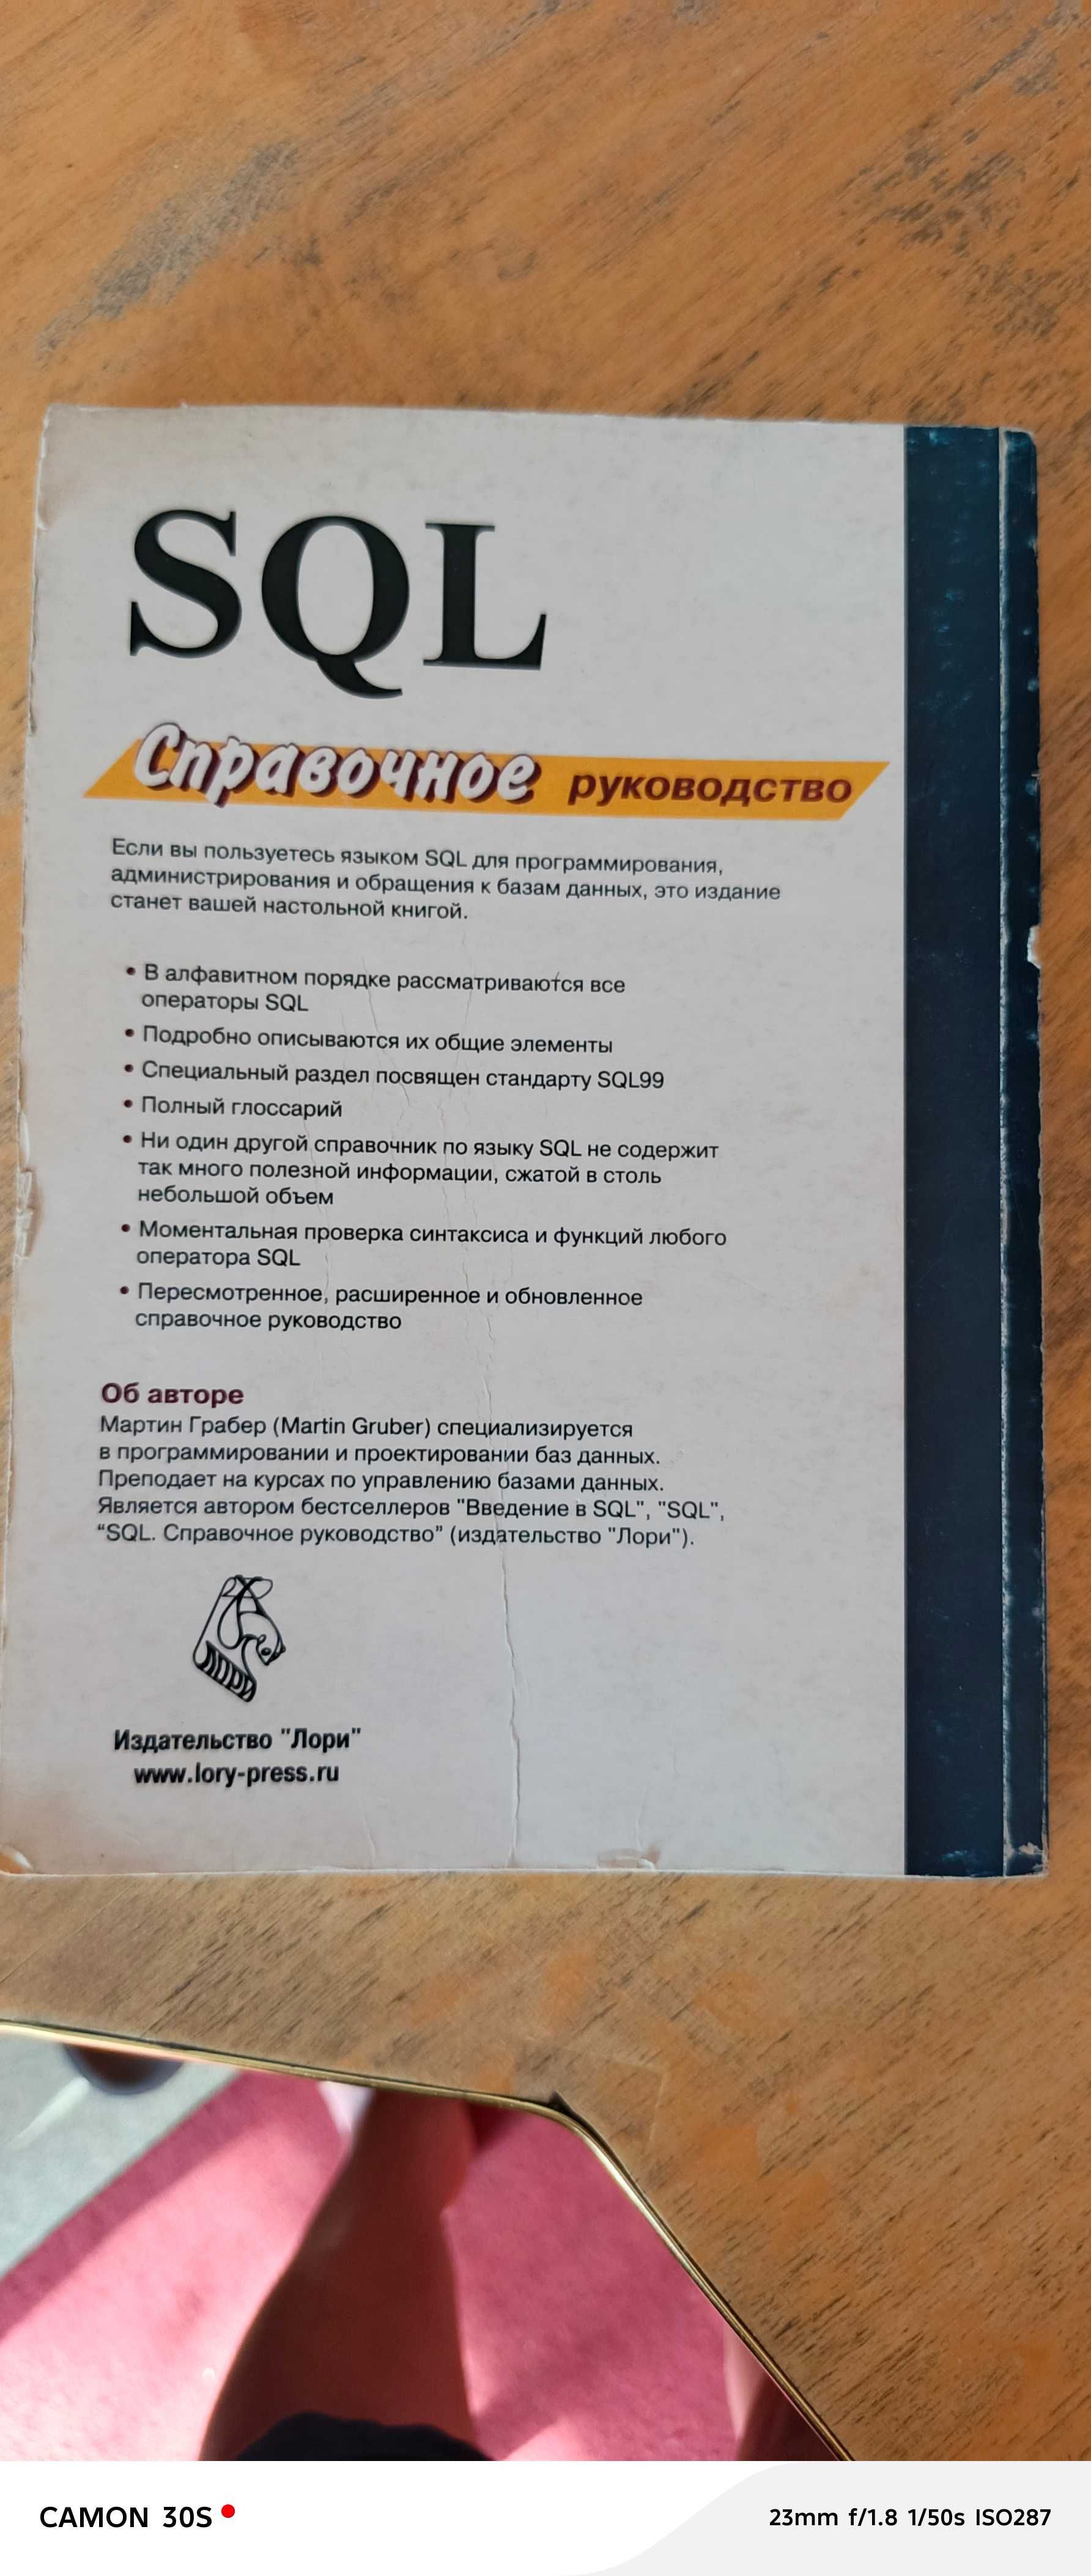 SQL
Справочное руководство
Если вы пользуетесь языком SQL для программирования,
администрирования и обращения к базам данных, это издание
станет вашей настольной книгой.
• В алфавитном порядке рассматриваются все
операторы SQL
• Подробно описываются их общие элементы
• Специальный раздел посвящен стандарту SQL99
• Полный глоссарий
• Ни один другой справочник по языку SQL не содержит
так много полезной информации, сжатой в столь
небольшой объем
• Моментальная проверка синтаксиса и функций любого
оператора SQL
• Пересмотренное, расширенное и обновленное
справочное руководство
Об авторе
Мартин Грабер (Martin Gruber) специализируется
в программировании и проектировании баз данных.
Преподает на курсах по управлению базами данных.
Является автором бестселлеров "Введение в SQL", "SQL",
“SQL. Справочное руководство” (издательство "Лори").
ЛОРИ
Издательство "Лори"
www.lory-press.ru
CAMON 30S
23mm f/1.8 1/50s ISO287